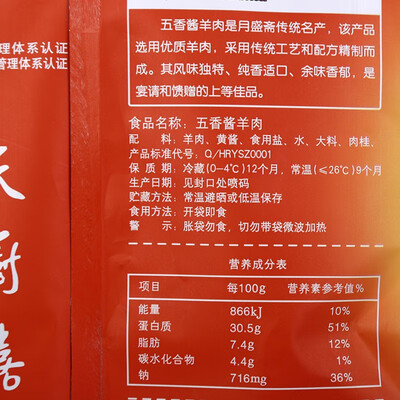 理体系认证
管理体系认证
五香酱羊肉是月盛斋传统名产，该产品
选用优质羊肉，采用传统工艺和配方精制而
成。其风味独特、纯香适口、余味香郁，是
宴请和馈赠的上等佳品。
食品名称：五香酱羊肉
配 料：羊肉、黄酱、食用盐、水、大料、肉桂、
产品标准代号：Q/HRYSZ0001
保 质 期：冷藏(0-4℃)12个月，常温(≤26℃)9个月
生产日期：见封口处喷码
贮藏方法：常温避晒或低温保存
食用方法：开袋即食
警 示：胀袋勿食，切勿带袋微波加热
营养成分表
项目 每100g 营养素参考值%
能量 866kJ 10%
蛋白质 30.5g 51%
脂肪 7.4g 12%
碳水化合物 4.4g 1%
钠 716mg 36%
厨